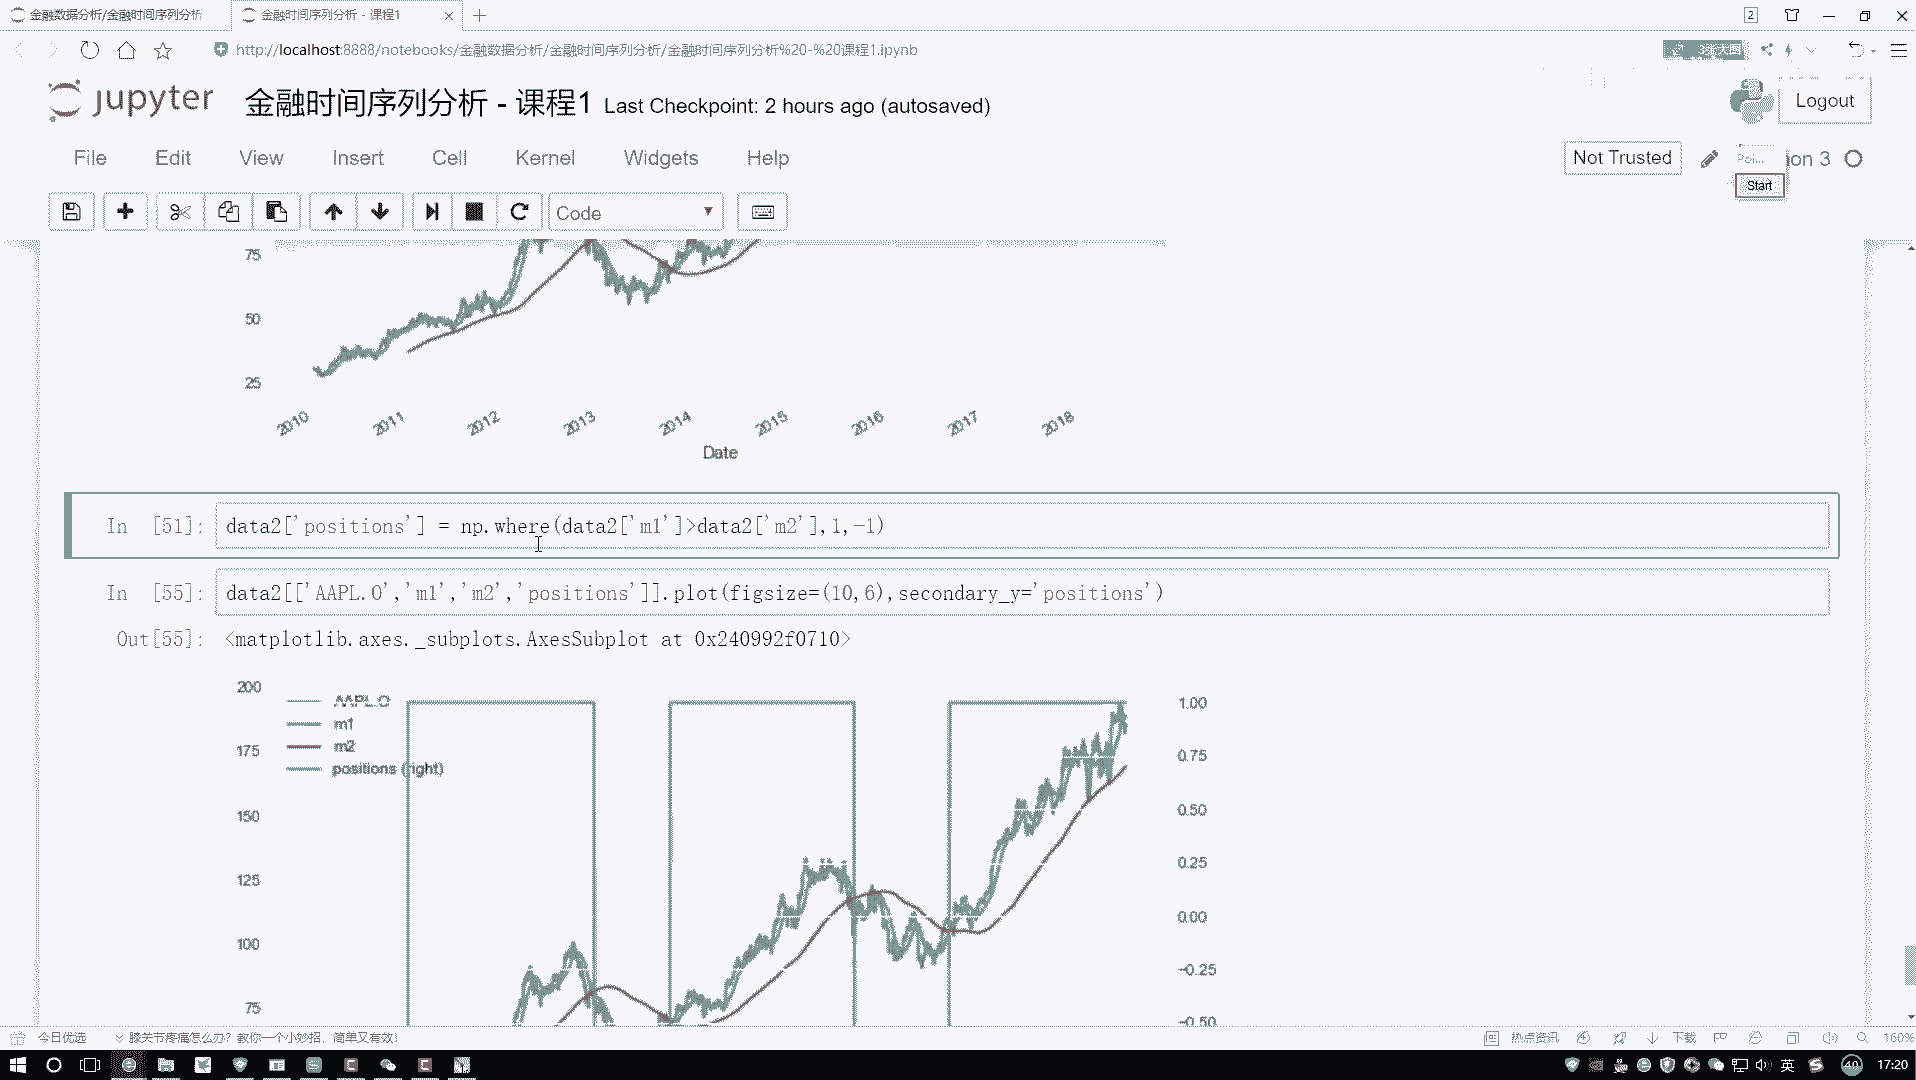 金融数据分析/金融时间序列分析
金融时间序列分析 - 课程1
2
http://localhost:8888/notebooks/金融数据分析/金融时间序列分析/金融时间序列分析%20-%20课程1.ipynb
jupyter
金融时间序列分析 - 课程1 Last Checkpoint: 2 hours ago (autosaved)
Logout
File Edit View Insert Cell Kernel Widgets Help
Not Trusted
Poi...
ion 3
Start
Code
75
50
25
2010 2011 2012 2013 2014 2015 2016 2017 2018
Date
In [51]: data2['positions'] = np.where(data2['m1']>data2['m2'],1,-1)
In [55]: data2[['AAPL.O','m1','m2','positions']].plot(figsize=(10,6),secondary_y='positions')
Out[55]: <matplotlib.axes._subplots.AxesSubplot at 0x240992f0710>
200
175
150
125
100
75
AAPL.O
m1
m2
positions (right)
1.00
0.75
0.50
0.25
0.00
-0.25
-0.50
今日优选
膝关节疼痛怎么办？教你一个小妙招，简单又有效！
热点资讯
下载
160%
英
40
17:20